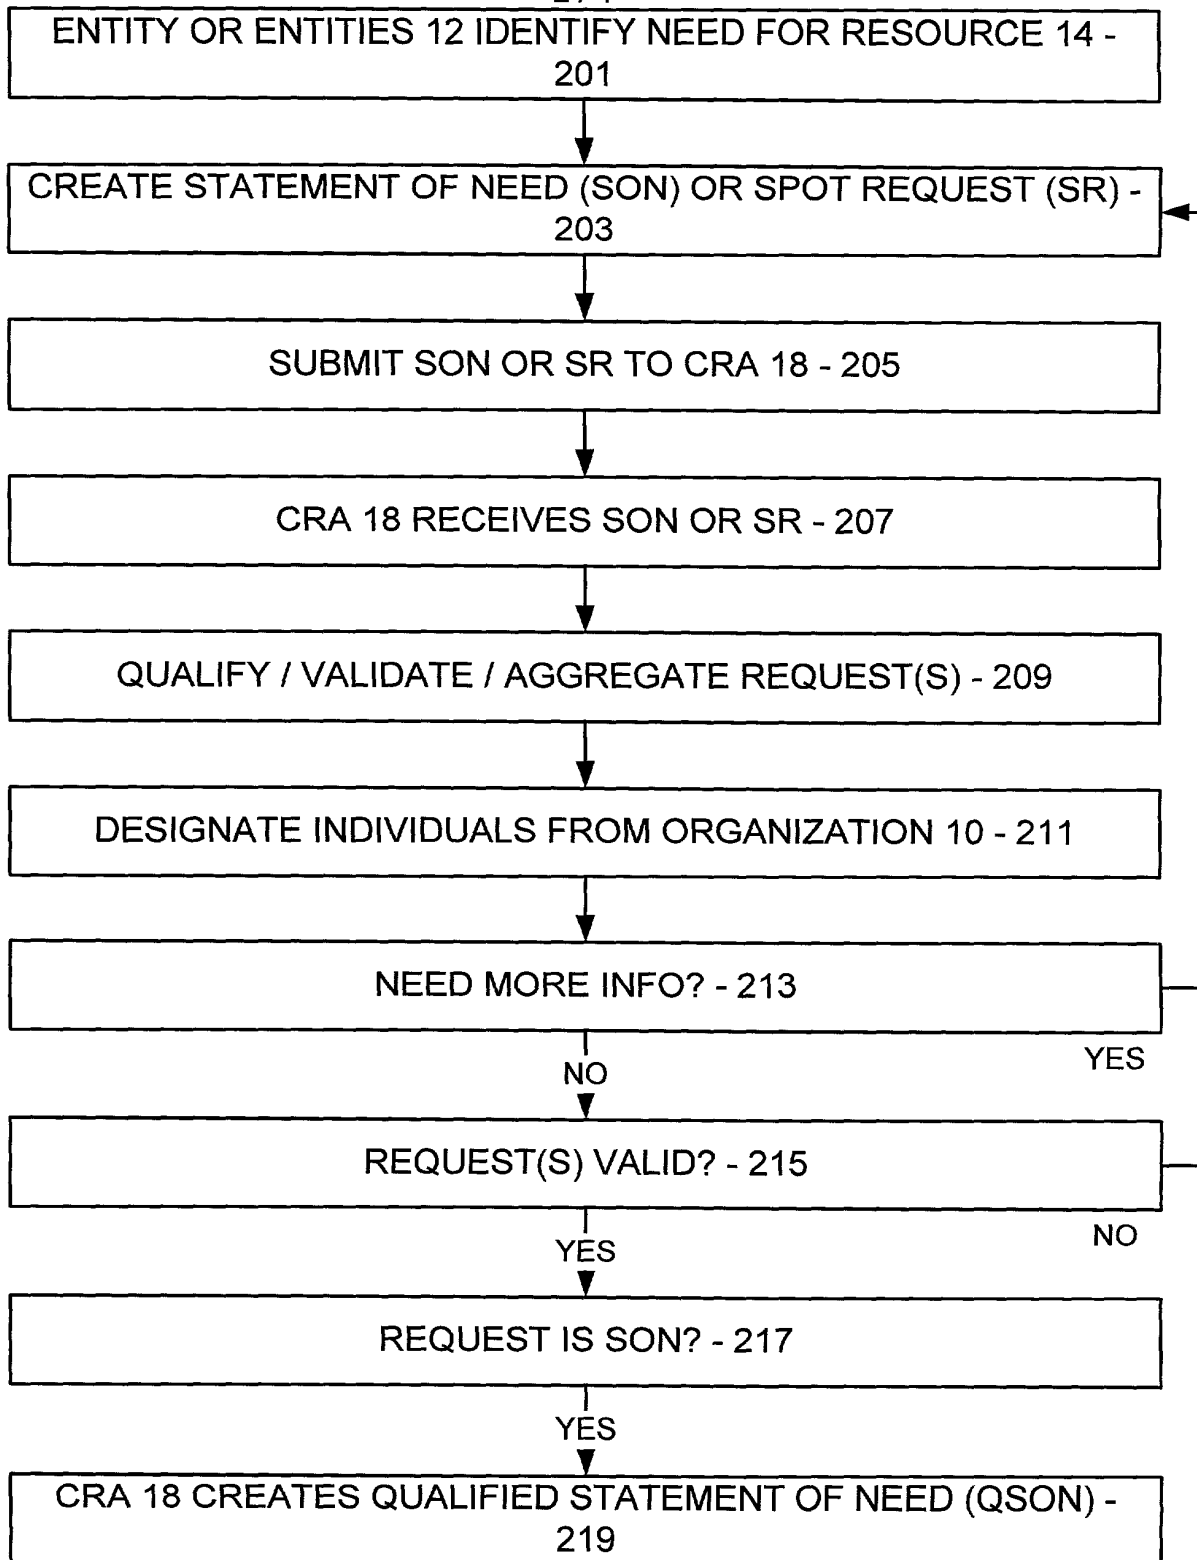 ENTITY OR ENTITIES 12 IDENTIFY NEED FOR RESOURCE 14 -
201
CREATE STATEMENT OF NEED (SON) OR SPOT REQUEST (SR) -
203
SUBMIT SON OR SR TO CRA 18 - 205
CRA 18 RECEIVES SON OR SR - 207
QUALIFY / VALIDATE / AGGREGATE REQUEST(S) - 209
DESIGNATE INDIVIDUALS FROM ORGANIZATION 10 - 211
NEED MORE INFO? - 213
YES
NO
REQUEST(S) VALID? - 215
NO
YES
REQUEST IS SON? - 217
YES
CRA 18 CREATES QUALIFIED STATEMENT OF NEED (QSON) -
219